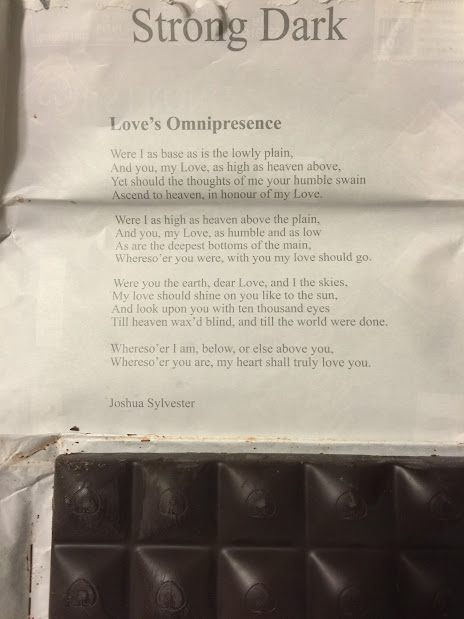 Strong Dark
Love's Omnipresence
Were I as base as is the lowly plain,
And you, my Love, as high as heaven above,
Yet should the thoughts of me your humble swain
Ascend to heaven, in honour of my Love.
Were I as high as heaven above the plain,
And you, my Love, as humble and as low
As are the deepest bottoms of the main,
Whereso'er you were, with you my love should go.
Were you the earth, dear Love, and I the skies,
My love should shine on you like to the sun,
And look upon you with ten thousand eyes
Till heaven wax'd blind, and till the world were done.
Whereso'er I am, below, or else above you,
Whereso'er you are, my heart shall truly love you.
Joshua Sylvester